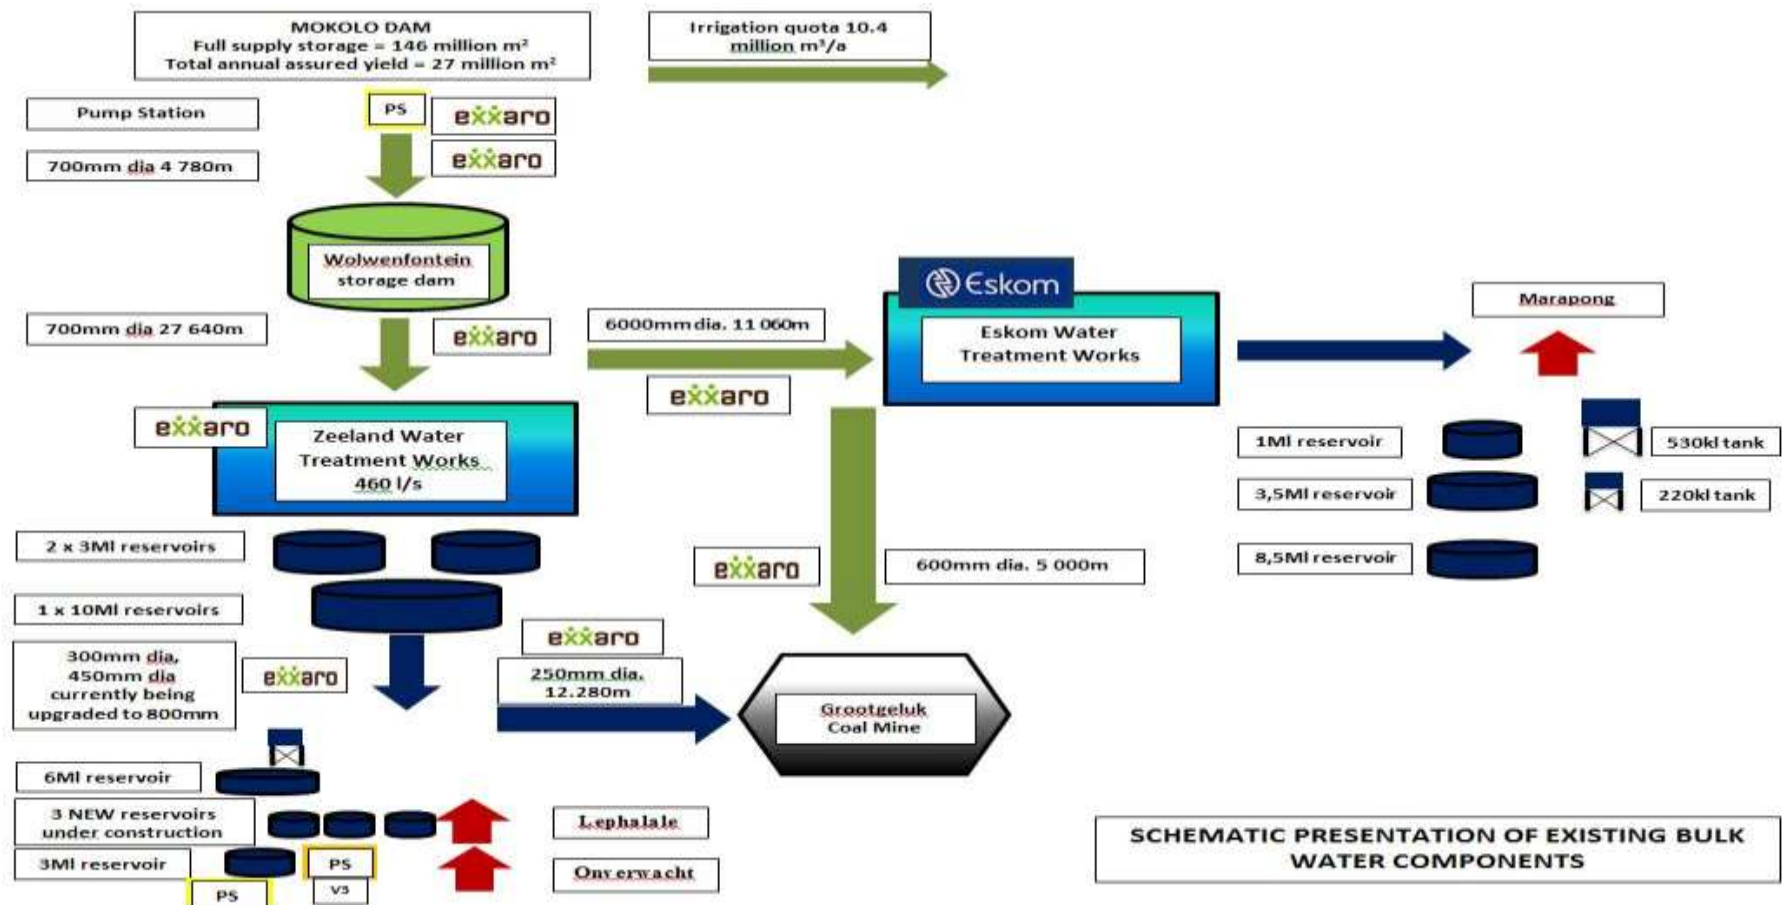 MOKOLO DAM
Full supply storage = 146 million m²
Total annual assured yield = 27 million m²
Irrigation quota 10.4
million m³/a
Pump Station
PS
exxaro
700mm dia 4 780m
exxaro
Wolwenfontein
storage dam
700mm dia 27 640m
exxaro
6000mm dia. 11 060m
exxaro
Eskom
Eskom Water
Treatment Works
Marapong
exxaro
Zeeland Water
Treatment Works
460 l/s
1Ml reservoir
530kl tank
3,5Ml reservoir
220kl tank
8,5Ml reservoir
2 x 3Ml reservoirs
exxaro
600mm dia. 5 000m
1 x 10Ml reservoirs
300mm dia,
450mm dia
currently being
upgraded to 800mm
exxaro
exxaro
250mm dia.
12.280m
Grootgeluk
Coal Mine
6Ml reservoir
3 NEW reservoirs
under construction
Lephalale
3Ml reservoir
PS
V3
PS
Onverwacht
SCHEMATIC PRESENTATION OF EXISTING BULK
WATER COMPONENTS